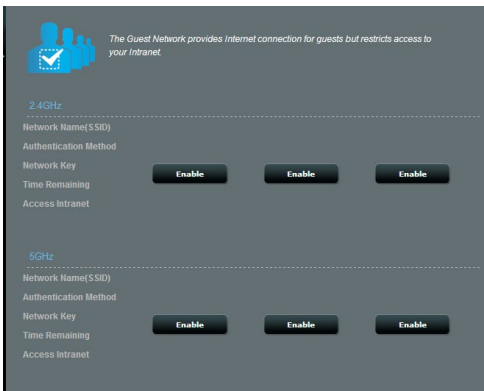 The Guest Network provides Internet connection for guests but restricts access to
your Intranet.
2.4GHz
Network Name(SSID)
Authentication Method
Network Key
Time Remaining
Access Intranet
Enable Enable Enable
5GHz
Network Name(SSID)
Authentication Method
Network Key
Time Remaining
Access Intranet
Enable Enable Enable